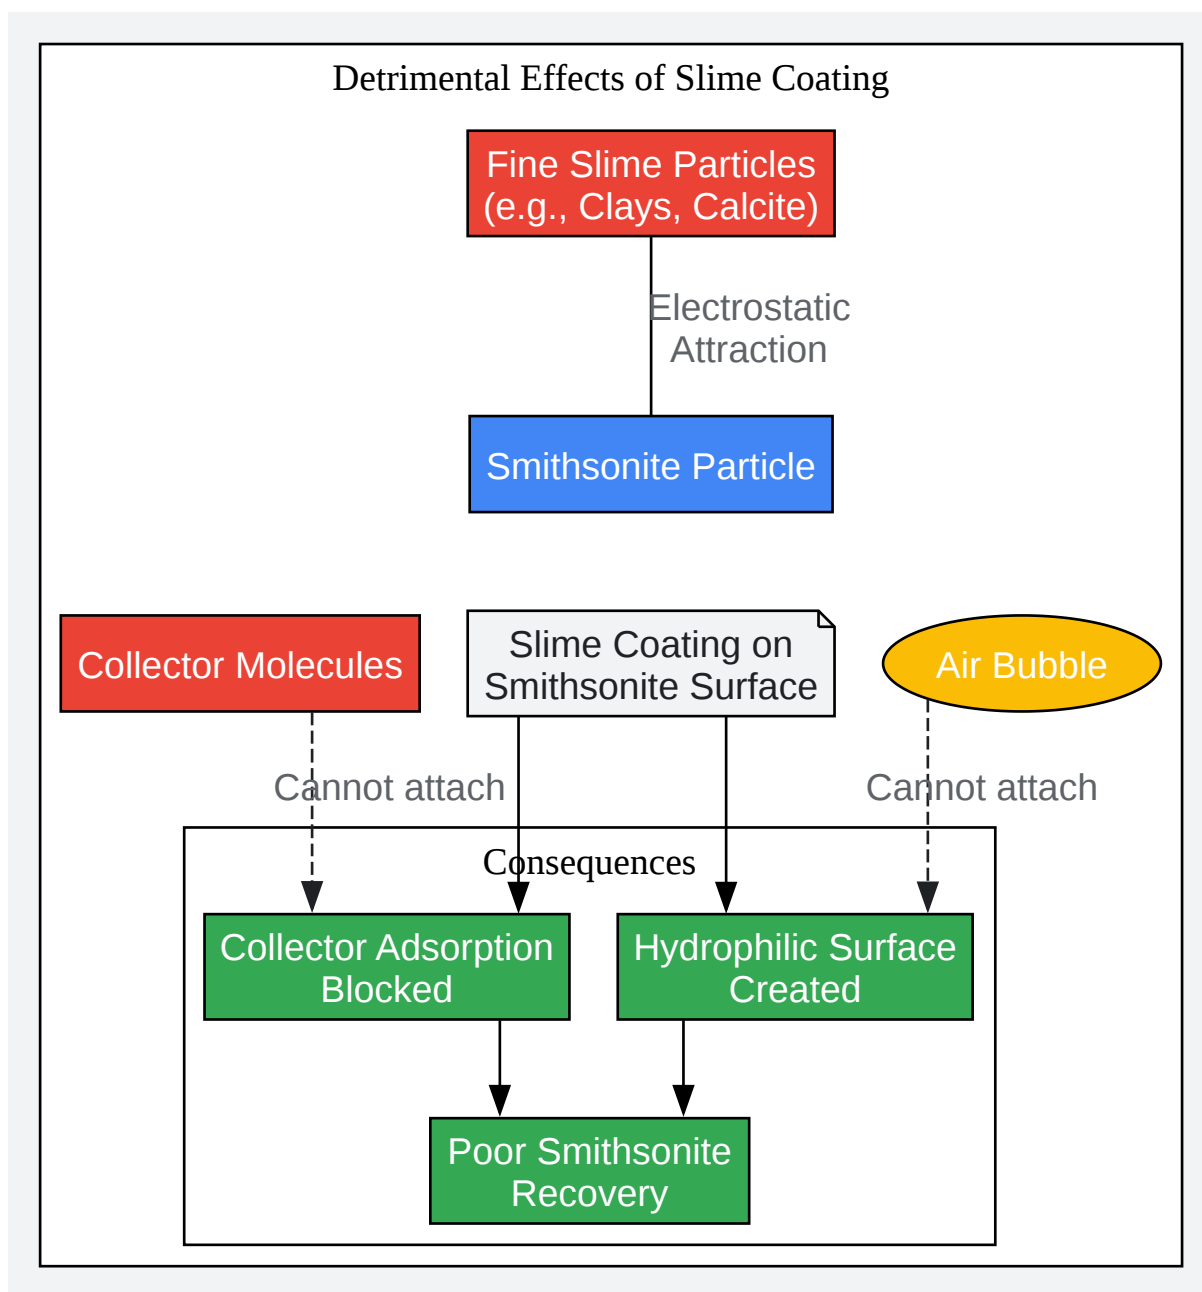 Detrimental Effects of Slime Coating
Fine Slime Particles
(e.g., Clays, Calcite)
Electrostatic
Attraction
Smithsonite Particle
Collector Molecules
Slime Coating on
Smithsonite Surface
Air Bubble
Cannot attach
Cannot attach
Consequences
Collector Adsorption
Blocked
Hydrophilic Surface
Created
Poor Smithsonite
Recovery